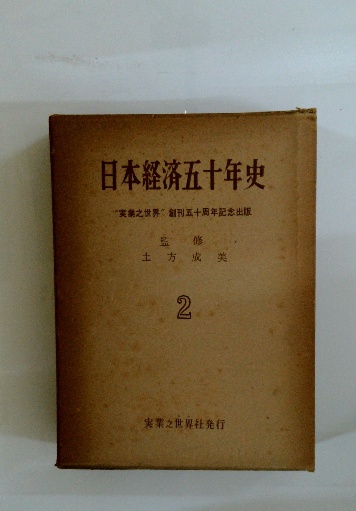 日本経済五十年史
"実業之世界"創刊五十周年記念出版
監修
土方成美
2
実業之世界社発行